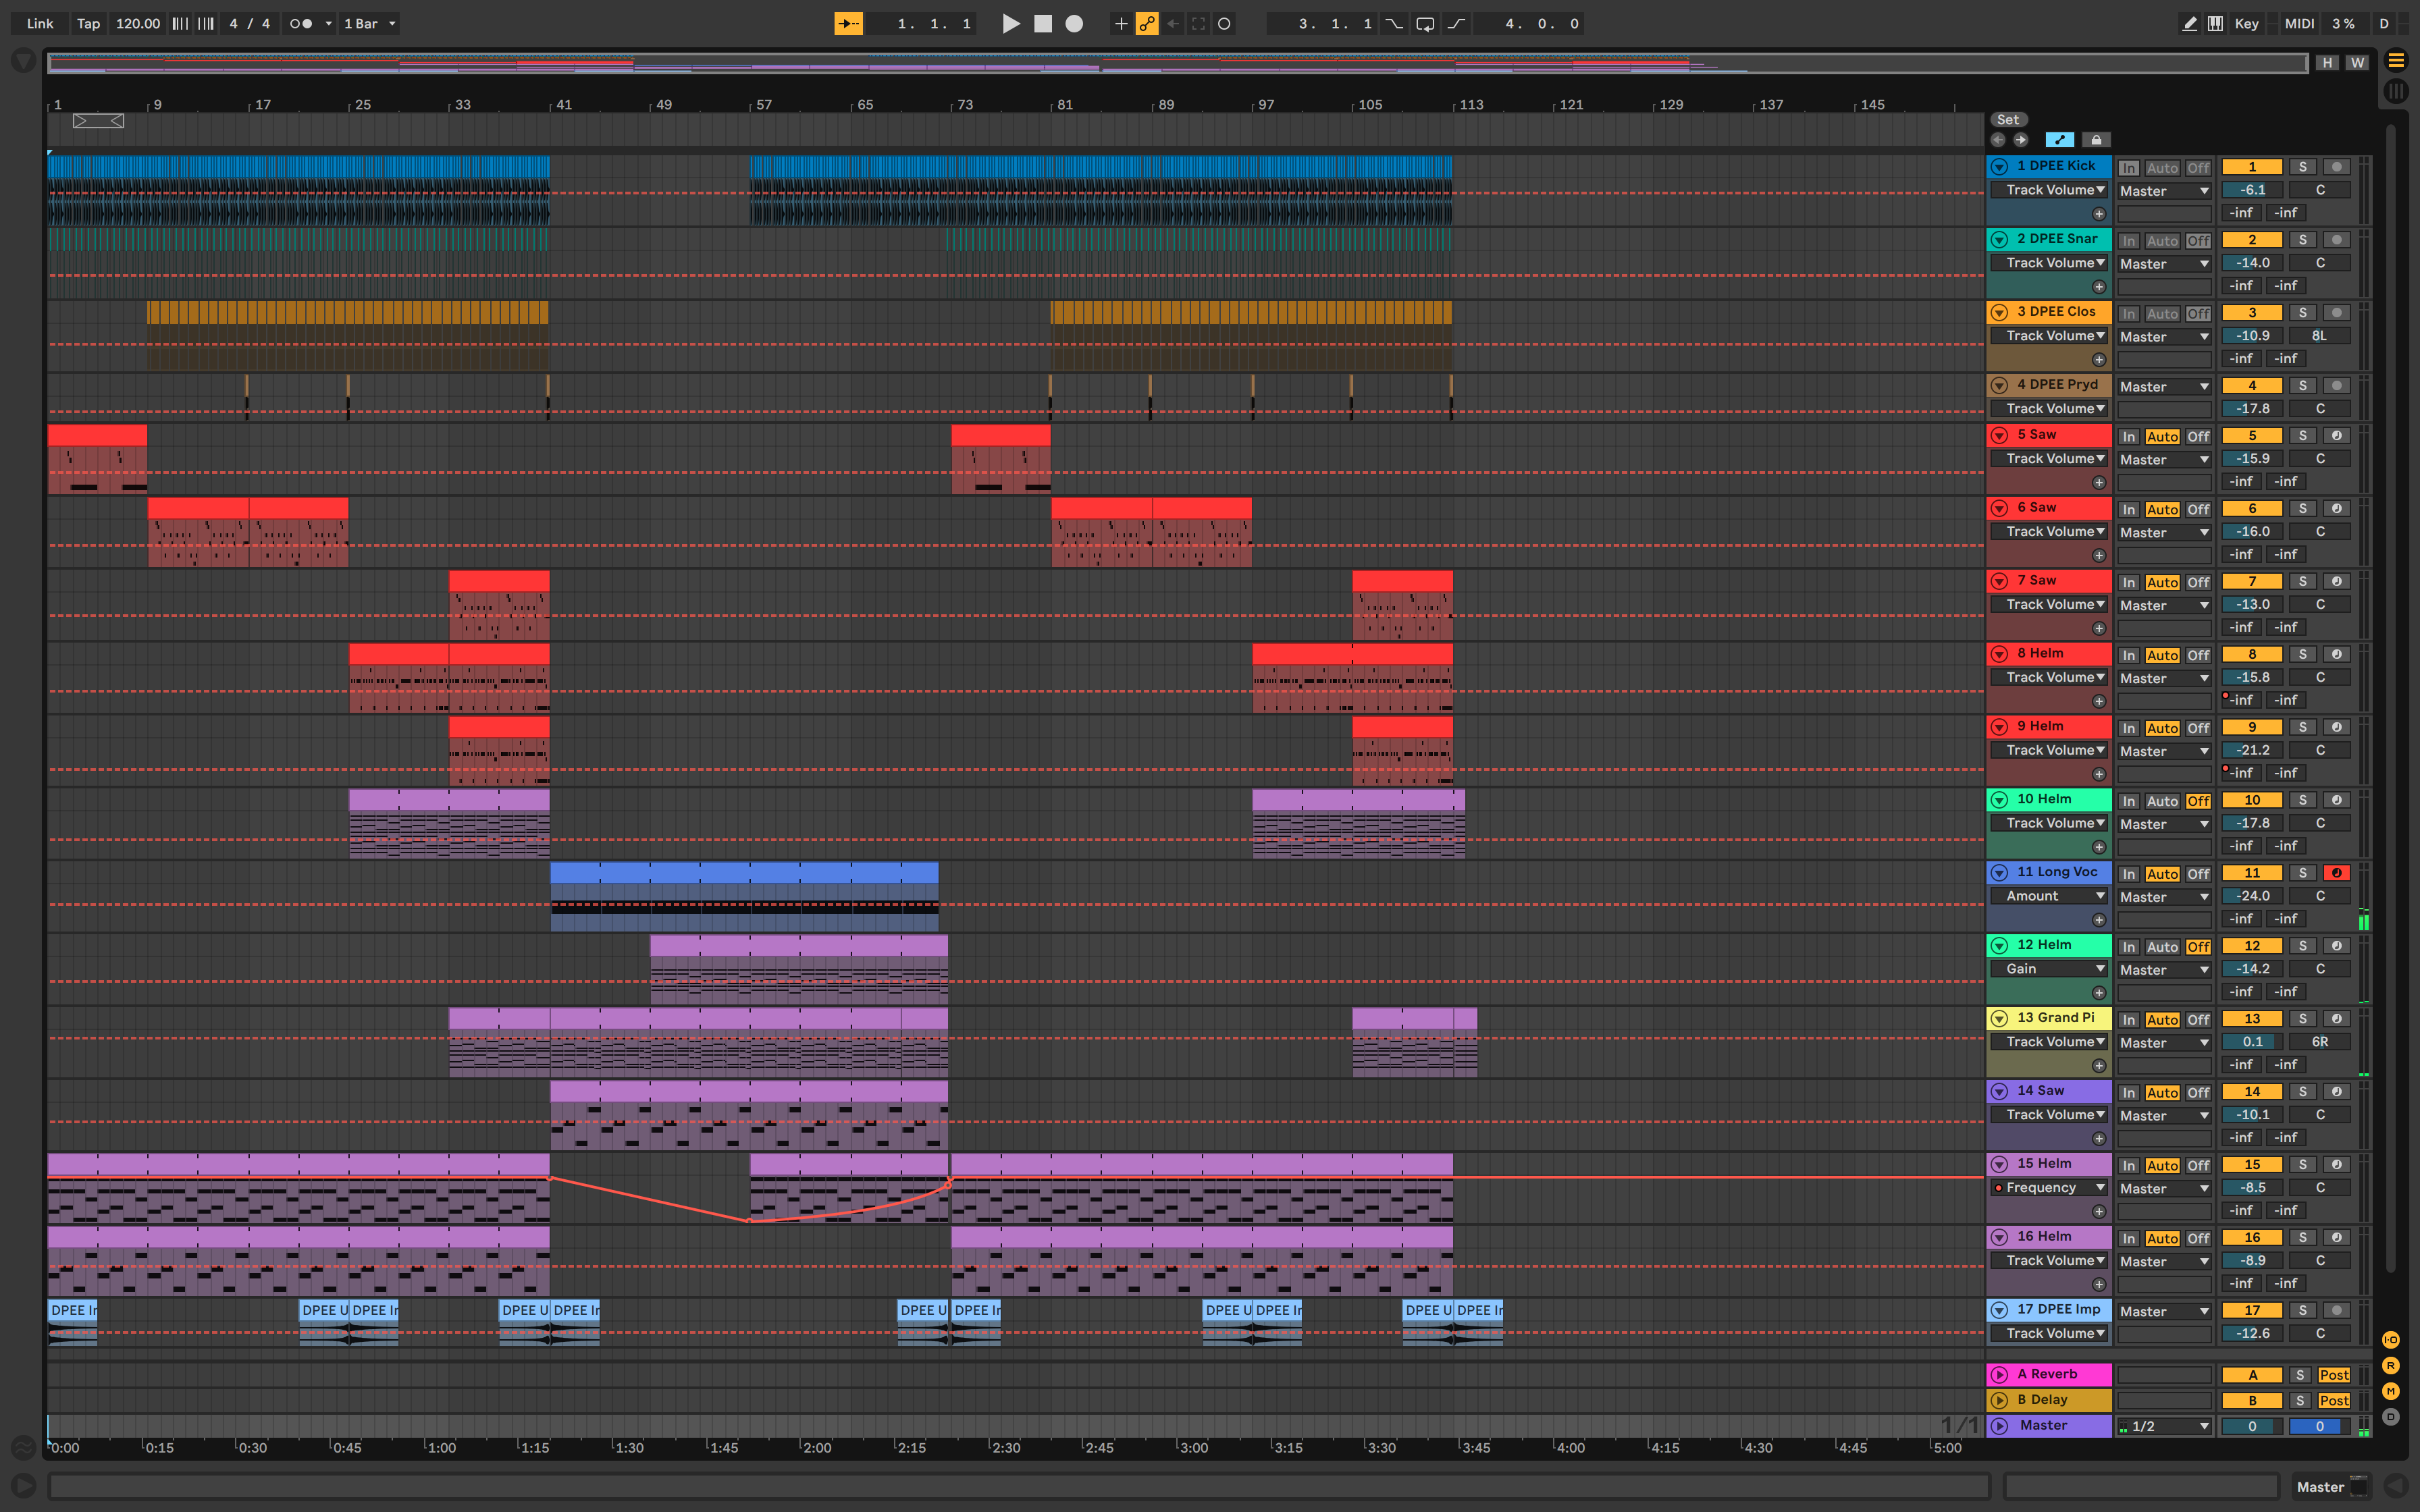 Link Tap 120.00 4 / 4 1 Bar 1. 1. 1 3. 1. 1 4. 0. 0 Key MIDI 3 % D
H W
1 9 17 25 33 41 49 57 65 73 81 89 97 105 113 121 129 137 145
Set
1 DPEE Kick In Auto Off 1 S
Track Volume Master -6.1 C
-inf -inf
2 DPEE Snar In Auto Off 2 S
Track Volume Master -14.0 C
-inf -inf
3 DPEE Clos In Auto Off 3 S
Track Volume Master -10.9 8L
-inf -inf
4 DPEE Pryd Master 4 S
Track Volume -17.8 C
5 Saw In Auto Off 5 S
Track Volume Master -15.9 C
-inf -inf
6 Saw In Auto Off 6 S
Track Volume Master -16.0 C
-inf -inf
7 Saw In Auto Off 7 S
Track Volume Master -13.0 C
-inf -inf
8 Helm In Auto Off 8 S
Track Volume Master -15.8 C
-inf -inf
9 Helm In Auto Off 9 S
Track Volume Master -21.2 C
-inf -inf
10 Helm In Auto Off 10 S
Track Volume Master -17.8 C
-inf -inf
11 Long Voc In Auto Off 11 S
Amount Master -24.0 C
-inf -inf
12 Helm In Auto Off 12 S
Gain Master -14.2 C
-inf -inf
13 Grand Pi In Auto Off 13 S
Track Volume Master 0.1 6R
-inf -inf
14 Saw In Auto Off 14 S
Track Volume Master -10.1 C
-inf -inf
15 Helm In Auto Off 15 S
Frequency Master -8.5 C
-inf -inf
16 Helm In Auto Off 16 S
Track Volume Master -8.9 C
-inf -inf
DPEE Ir DPEE U DPEE Ir DPEE U DPEE Ir DPEE U DPEE Ir DPEE U DPEE Ir DPEE U DPEE Ir 17 DPEE Imp Master 17 S
Track Volume -12.6 C
I-O
R
A Reverb A S Post
M
B Delay B S Post
D
1/1 Master 1/2 0 0
0:00 0:15 0:30 0:45 1:00 1:15 1:30 1:45 2:00 2:15 2:30 2:45 3:00 3:15 3:30 3:45 4:00 4:15 4:30 4:45 5:00
Master